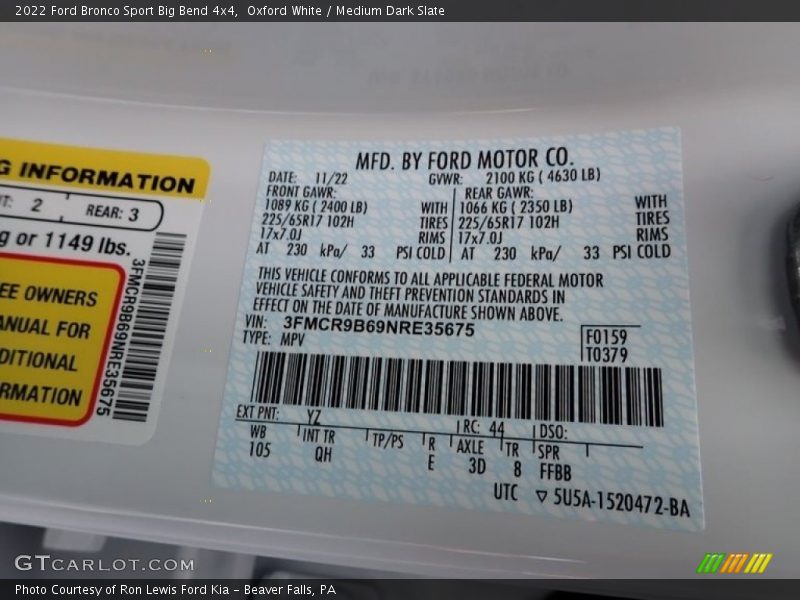 2022 Ford Bronco Sport Big Bend 4x4,  Oxford White / Medium Dark Slate
G INFORMATION
2
REAR: 3
g or 1149 lbs.
EE OWNERS
ANUAL FOR
DITIONAL
RMATION
3FMCR9B69NRE35675
MFD. BY FORD MOTOR CO.
DATE: 11/22 GVWR: 2100 KG ( 4630 LB)
FRONT GAWR: REAR GAWR:
1089 KG ( 2400 LB) WITH 1066 KG ( 2350 LB) WITH
225/65R17 102H TIRES 225/65R17 102H TIRES
17x7.0J RIMS 17x7.0J RIMS
AT 230 kPa/ 33 PSI COLD AT 230 kPa/ 33 PSI COLD
THIS VEHICLE CONFORMS TO ALL APPLICABLE FEDERAL MOTOR
VEHICLE SAFETY AND THEFT PREVENTION STANDARDS IN
EFFECT ON THE DATE OF MANUFACTURE SHOWN ABOVE.
VIN: 3FMCR9B69NRE35675
TYPE: MPV
F0159
T0379
EXT PNT: YZ RC: 44 DSO:
WB INT TR TP/PS R AXLE TR SPR
105 QH E 3D 8 FFBB
UTC ▽ 5U5A-1520472-BA
GTCARLOT.COM
Photo Courtesy of Ron Lewis Ford Kia - Beaver Falls, PA